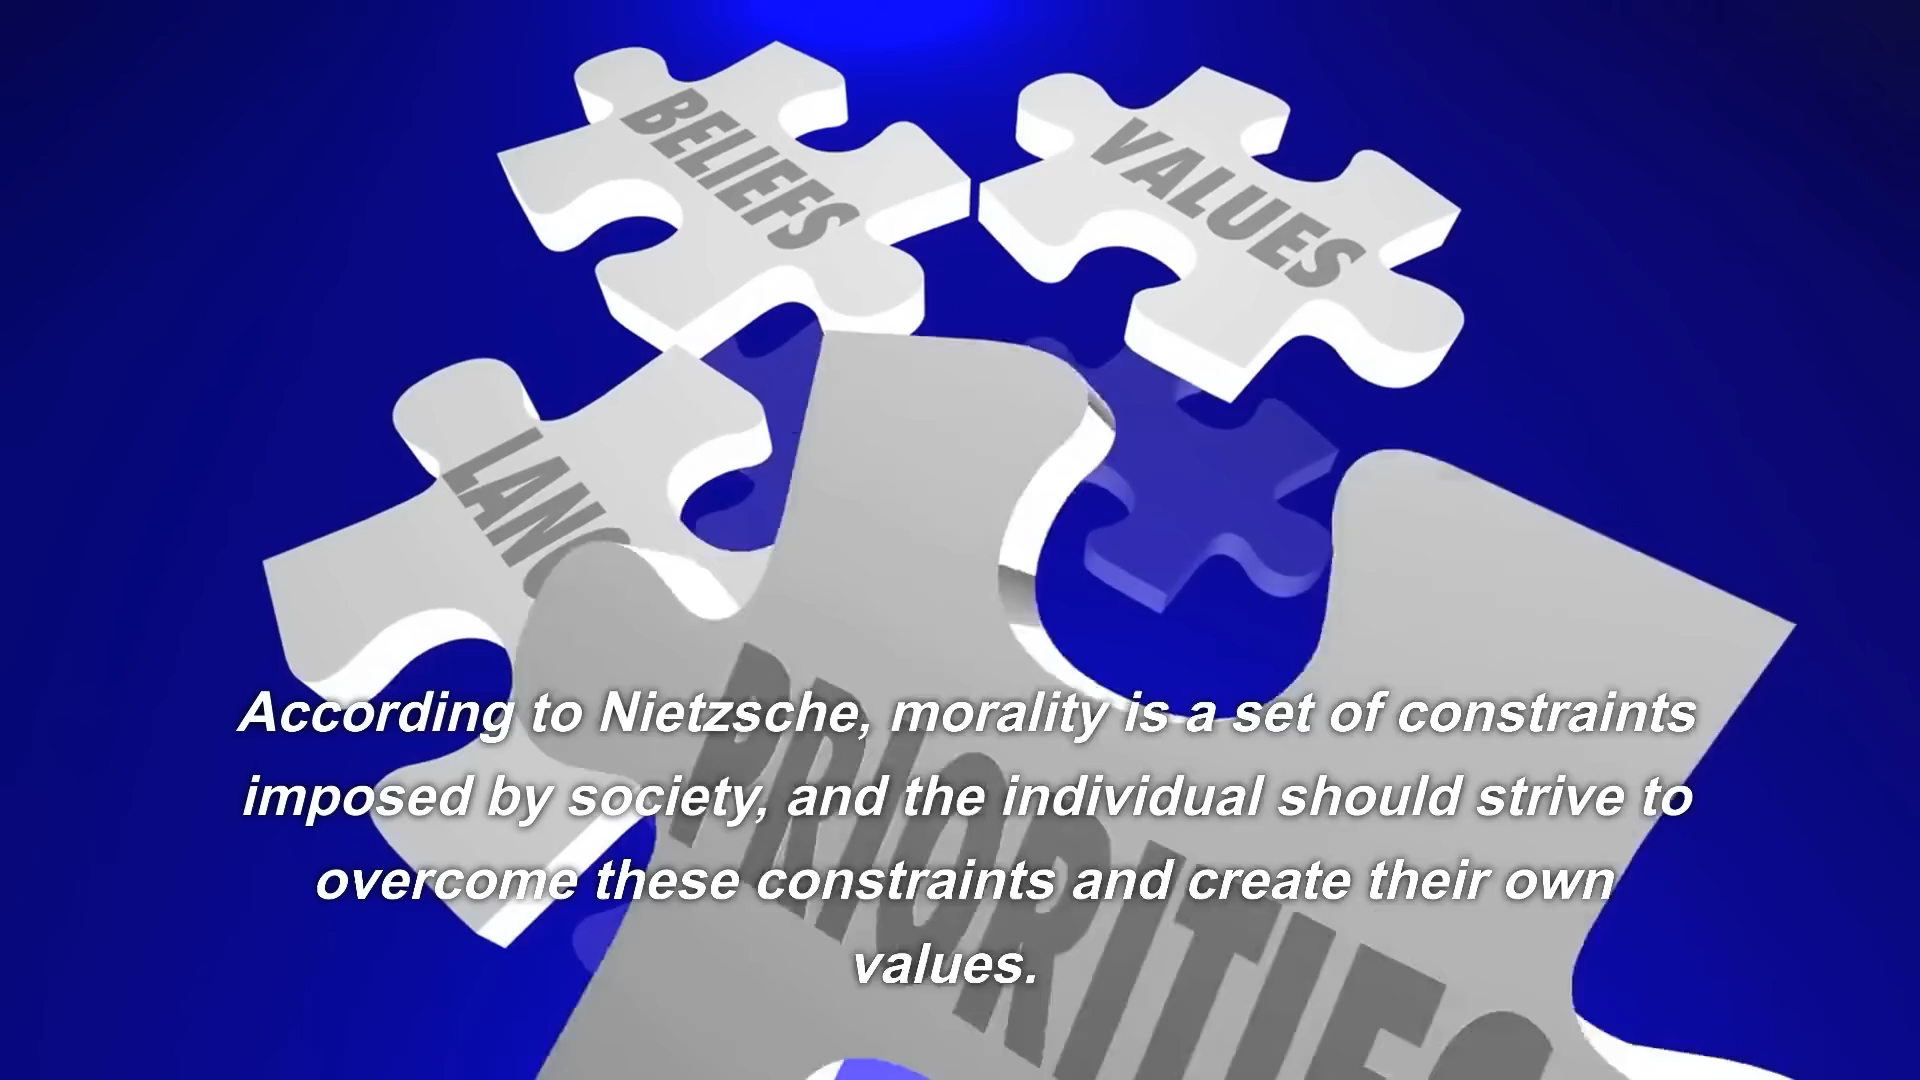 BELIEFS
VALUES
PRIORITIES
According to Nietzsche, morality is a set of constraints
imposed by society, and the individual should strive to
overcome these constraints and create their own
values.